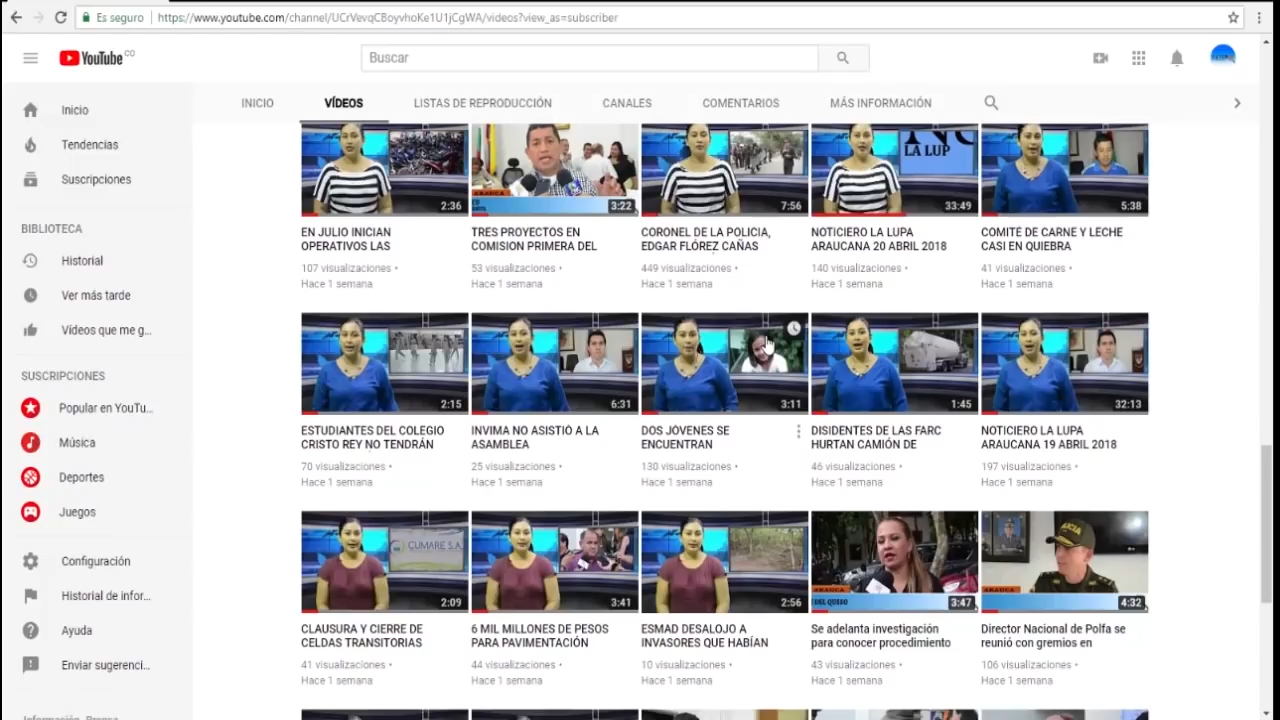 Es seguro https://www.youtube.com/channel/UCrVevqCBoyvhoKe1U1jCgWA/videos?view_as=subscriber
YouTube CO
Buscar
INICIO VÍDEOS LISTAS DE REPRODUCCIÓN CANALES COMENTARIOS MÁS INFORMACIÓN
Inicio
Tendencias
Suscripciones
BIBLIOTECA
Historial
Ver más tarde
Vídeos que me g...
SUSCRIPCIONES
Popular en YouTu...
Música
Deportes
Juegos
Configuración
Historial de infor...
Ayuda
Enviar sugerenci...
Información Prensa
2:36
EN JULIO INICIAN
OPERATIVOS LAS
107 visualizaciones •
Hace 1 semana
ARAUCA
3:22
TRES PROYECTOS EN
COMISION PRIMERA DEL
53 visualizaciones •
Hace 1 semana
7:56
CORONEL DE LA POLICIA,
EDGAR FLÓREZ CAÑAS
449 visualizaciones •
Hace 1 semana
LA LUP
33:49
NOTICIERO LA LUPA
ARAUCANA 20 ABRIL 2018
140 visualizaciones •
Hace 1 semana
5:38
COMITÉ DE CARNE Y LECHE
CASI EN QUIEBRA
41 visualizaciones •
Hace 1 semana
2:15
ESTUDIANTES DEL COLEGIO
CRISTO REY NO TENDRÁN
70 visualizaciones •
Hace 1 semana
6:31
INVIMA NO ASISTIÓ A LA
ASAMBLEA
25 visualizaciones •
Hace 1 semana
3:11
DOS JÓVENES SE
ENCUENTRAN
130 visualizaciones •
Hace 1 semana
1:45
DISIDENTES DE LAS FARC
HURTAN CAMIÓN DE
46 visualizaciones •
Hace 1 semana
32:13
NOTICIERO LA LUPA
ARAUCANA 19 ABRIL 2018
197 visualizaciones •
Hace 1 semana
CUMARE S.A.
2:09
CLAUSURA Y CIERRE DE
CELDAS TRANSITORIAS
41 visualizaciones •
Hace 1 semana
3:41
6 MIL MILLONES DE PESOS
PARA PAVIMENTACIÓN
44 visualizaciones •
Hace 1 semana
2:56
ESMAD DESALOJO A
INVASORES QUE HABÍAN
10 visualizaciones •
Hace 1 semana
ARAUCA
DEL QUESO
3:47
Se adelanta investigación
para conocer procedimiento
43 visualizaciones •
Hace 1 semana
ARAUCA
4:32
Director Nacional de Polfa se
reunió con gremios en
106 visualizaciones •
Hace 1 semana